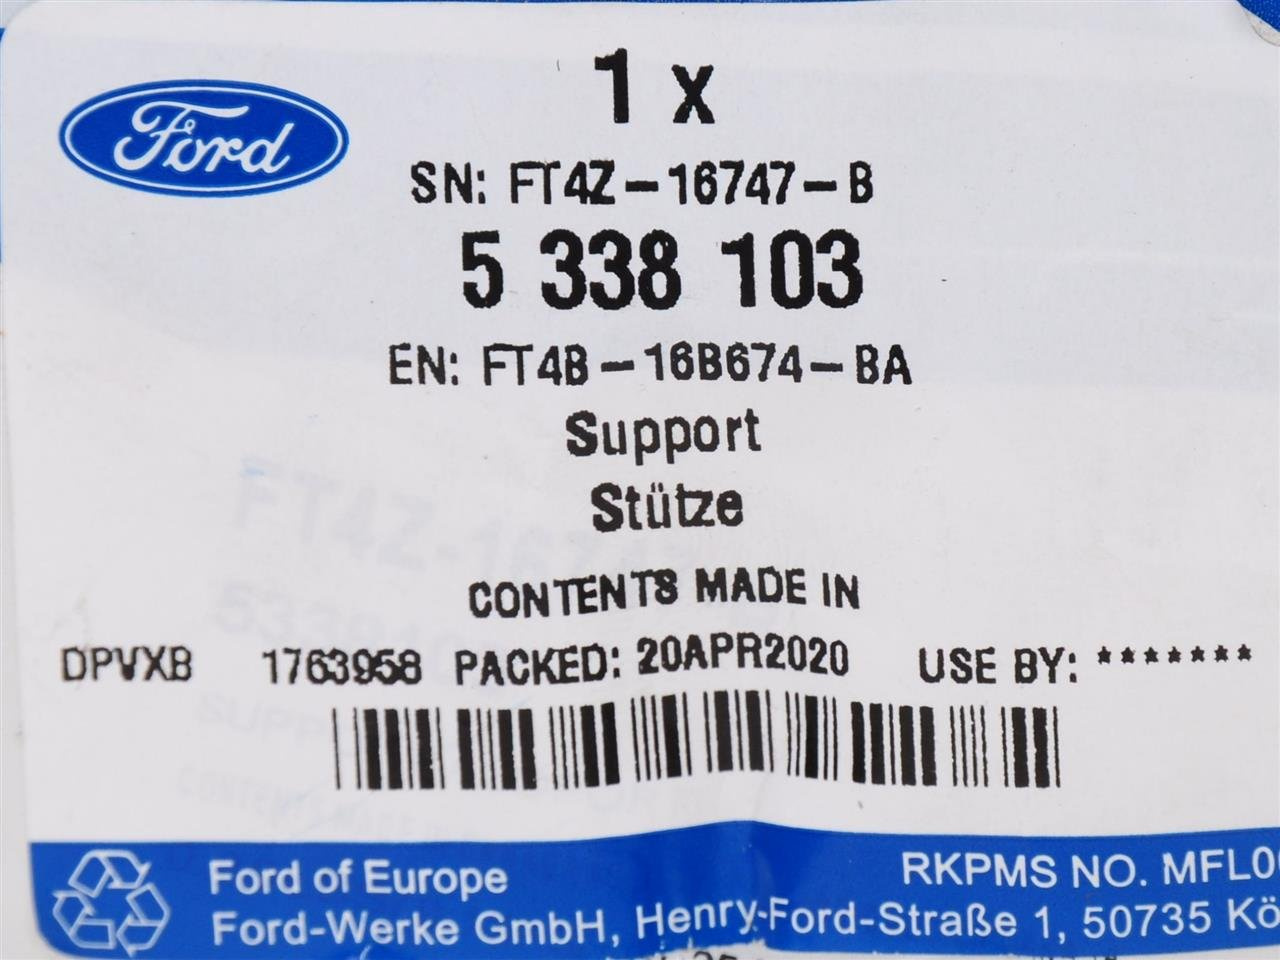 Ford
1 x
SN: FT4Z-16747-B
5 338 103
EN: FT4B-16B674-BA
Support
Stütze
CONTENTS MADE IN
DPVXB 1763958 PACKED: 20APR2020 USE BY: *******
Ford of Europe RKPMS NO. MFL0
Ford-Werke GmbH, Henry-Ford-Straße 1, 50735 Kö